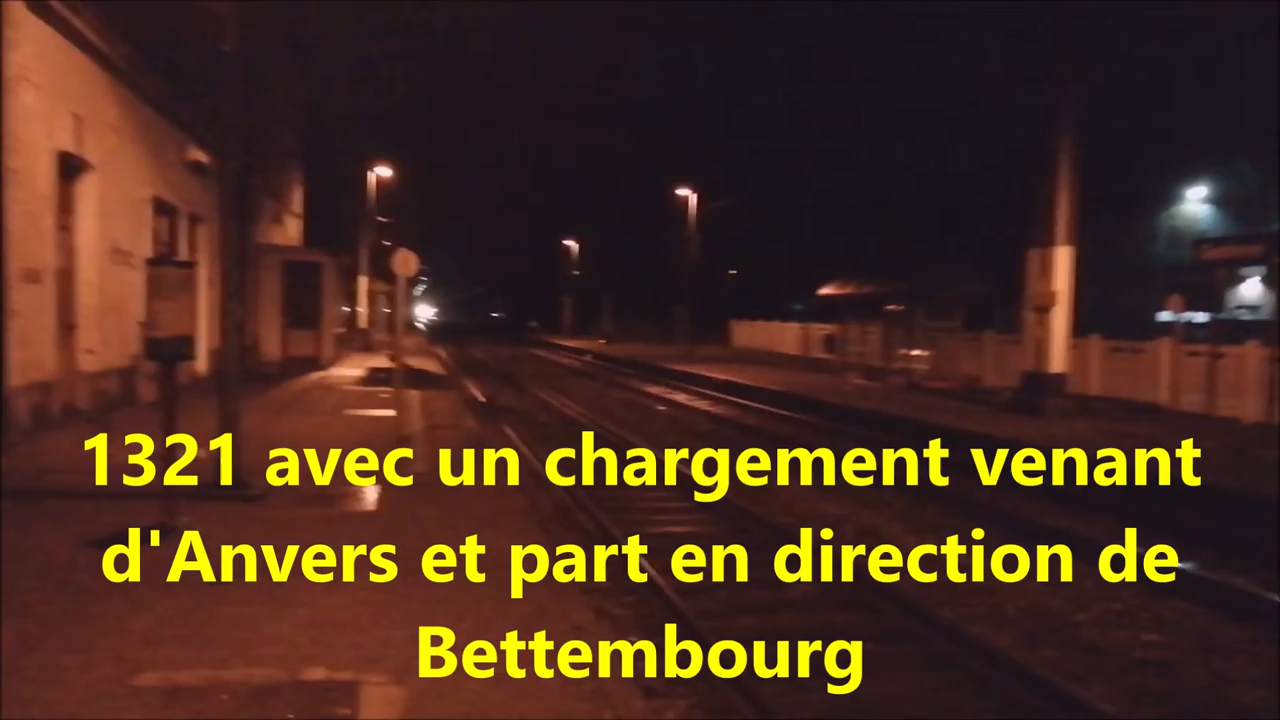 1321 avec un chargement venant
d'Anvers et part en direction de
Bettembourg